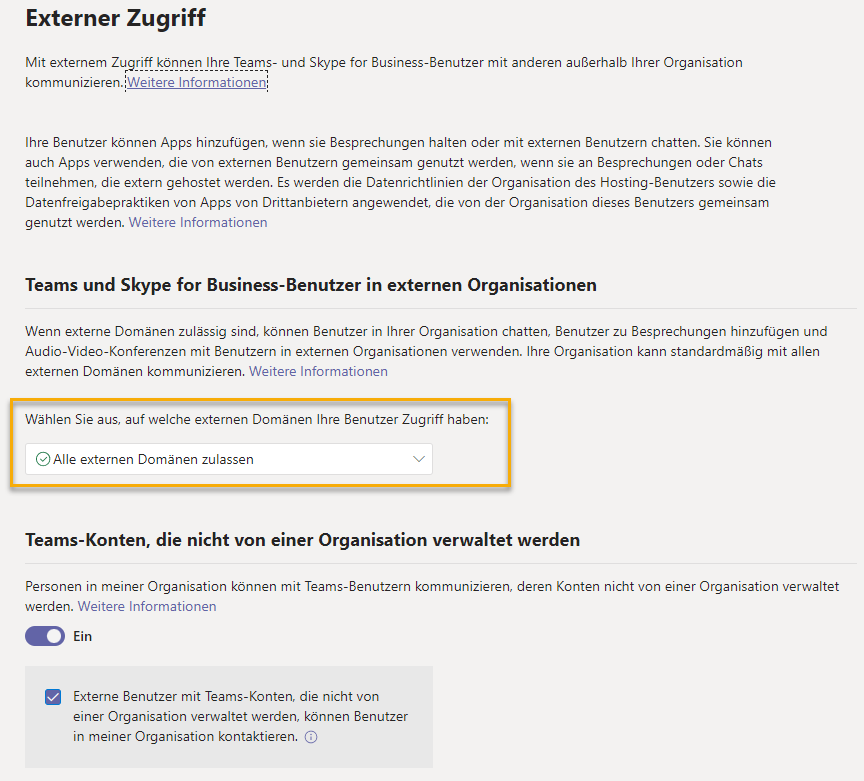 Externer Zugriff
Mit externem Zugriff können Ihre Teams- und Skype for Business-Benutzer mit anderen außerhalb Ihrer Organisation
kommunizieren. Weitere Informationen
Ihre Benutzer können Apps hinzufügen, wenn sie Besprechungen halten oder mit externen Benutzern chatten. Sie können
auch Apps verwenden, die von externen Benutzern gemeinsam genutzt werden, wenn sie an Besprechungen oder Chats
teilnehmen, die extern gehostet werden. Es werden die Datenrichtlinien der Organisation des Hosting-Benutzers sowie die
Datenfreigabepraktiken von Apps von Drittanbietern angewendet, die von der Organisation dieses Benutzers gemeinsam
genutzt werden. Weitere Informationen
Teams und Skype for Business-Benutzer in externen Organisationen
Wenn externe Domänen zulässig sind, können Benutzer in Ihrer Organisation chatten, Benutzer zu Besprechungen hinzufügen und
Audio-Video-Konferenzen mit Benutzern in externen Organisationen verwenden. Ihre Organisation kann standardmäßig mit allen
externen Domänen kommunizieren. Weitere Informationen
Wählen Sie aus, auf welche externen Domänen Ihre Benutzer Zugriff haben:
Alle externen Domänen zulassen
Teams-Konten, die nicht von einer Organisation verwaltet werden
Personen in meiner Organisation können mit Teams-Benutzern kommunizieren, deren Konten nicht von einer Organisation verwaltet
werden. Weitere Informationen
Ein
Externe Benutzer mit Teams-Konten, die nicht von
einer Organisation verwaltet werden, können Benutzer
in meiner Organisation kontaktieren.